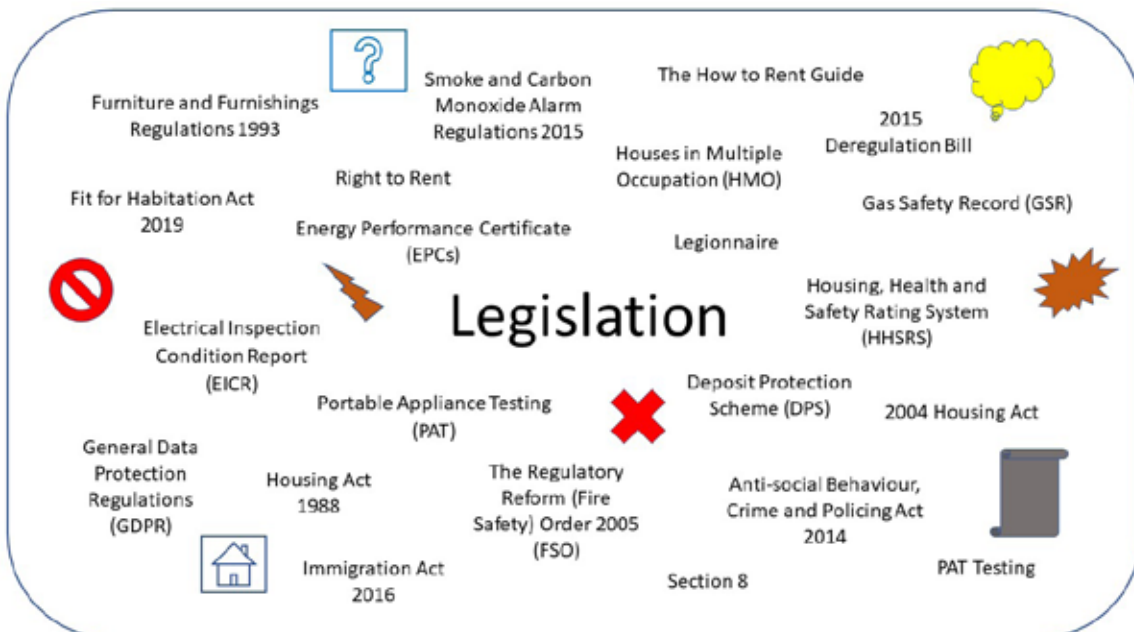 ?
Furniture and Furnishings
Regulations 1993
Smoke and Carbon
Monoxide Alarm
Regulations 2015
The How to Rent Guide
2015
Deregulation Bill
Houses in Multiple
Occupation (HMO)
Right to Rent
Fit for Habitation Act
2019
Gas Safety Record (GSR)
Energy Performance Certificate
(EPCs)
Legionnaire
Housing, Health and
Safety Rating System
(HHSRS)
Legislation
Electrical Inspection
Condition Report
(EICR)
Deposit Protection
Scheme (DPS)
2004 Housing Act
Portable Appliance Testing
(PAT)
General Data
Protection
Regulations
(GDPR)
Housing Act
1988
The Regulatory
Reform (Fire
Safety) Order 2005
(FSO)
Anti-social Behaviour,
Crime and Policing Act
2014
Immigration Act
2016
Section 8
PAT Testing